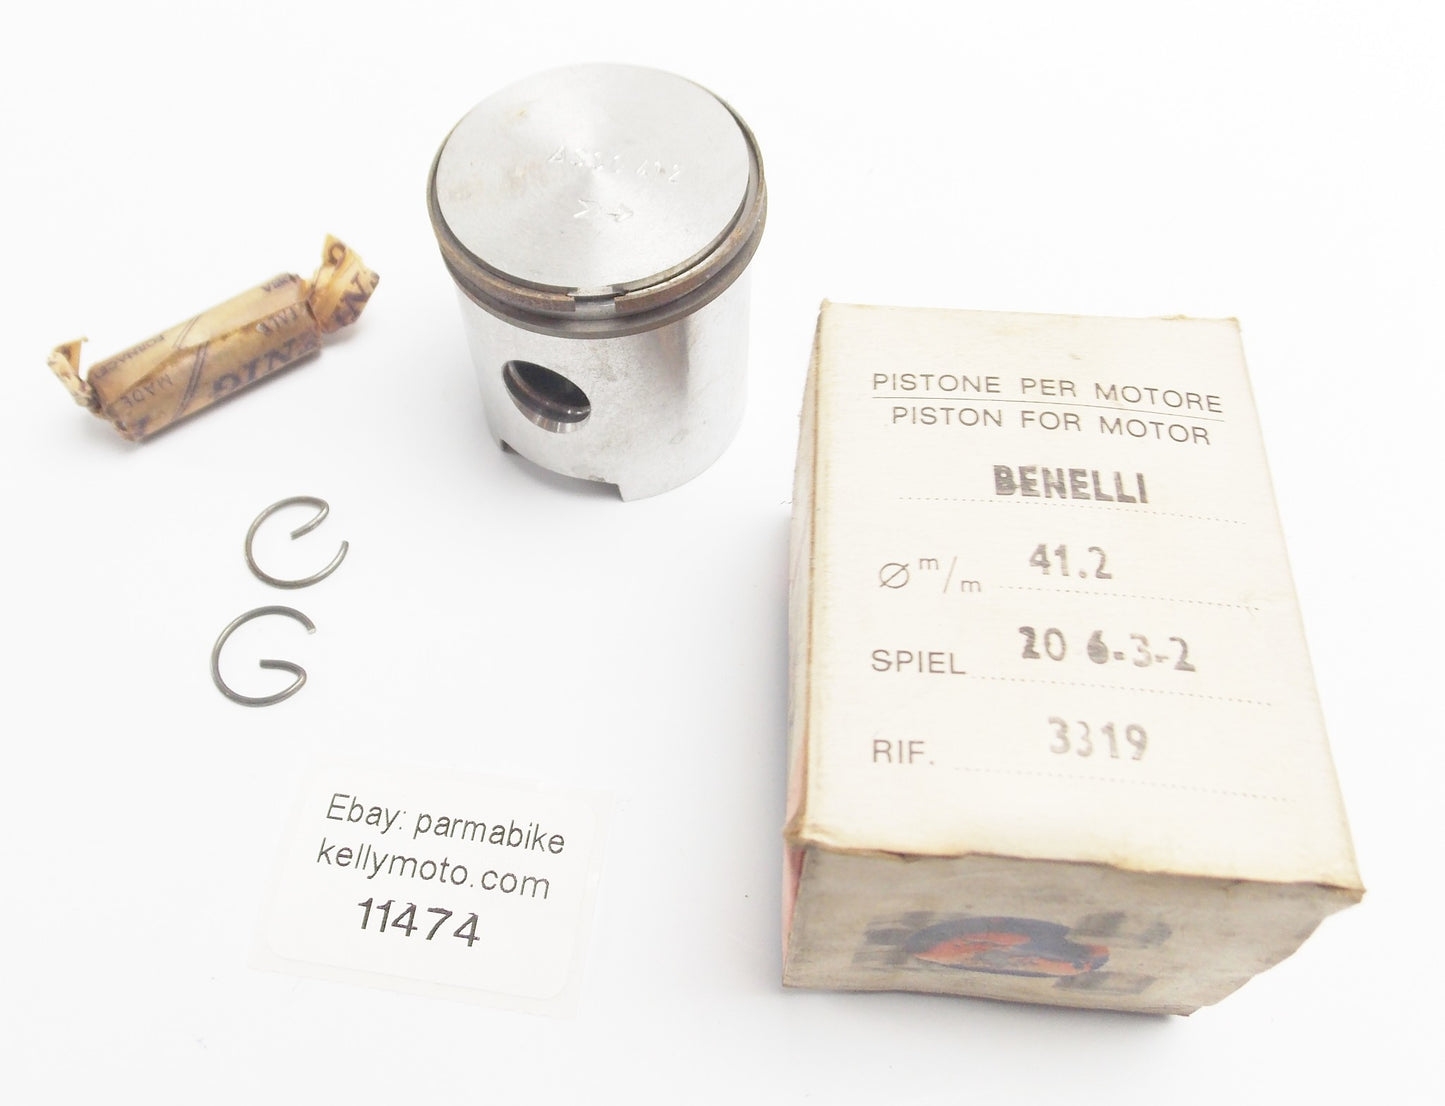 PISTONE PER MOTORE
PISTON FOR MOTOR
BENELLI
Ø m/m 41.2
SPIEL 20 6-3-2
RIF. 3319
Ebay: parmabike
kellymoto.com
11474
MADE